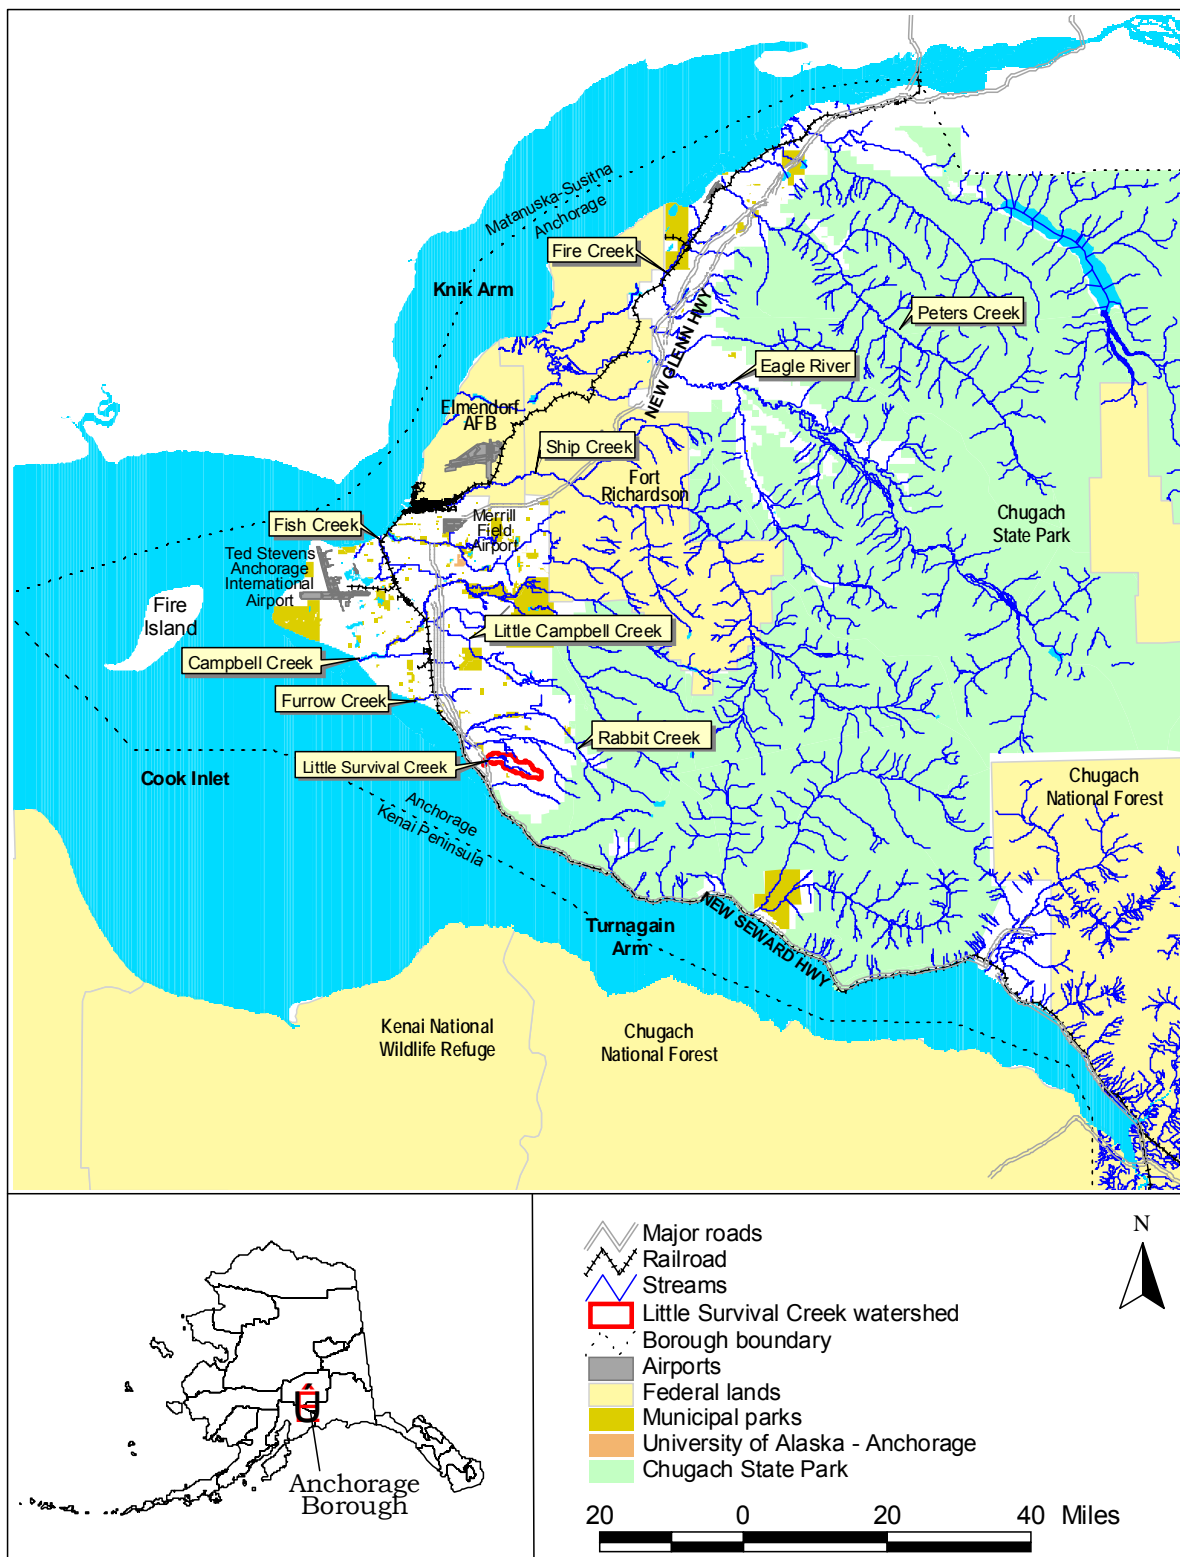 Matanuska-Susitna
Anchorage
Fire Creek
Knik Arm
NEW GLENN HWY
Peters Creek
Eagle River
Elmendorf
AFB
Ship Creek
Fort
Richardson
Chugach
State Park
Fish Creek
Merrill
Field
Airport
Ted Stevens
Anchorage
International
Airport
Fire
Island
Little Campbell Creek
Campbell Creek
Furrow Creek
Rabbit Creek
Little Survival Creek
Cook Inlet
Anchorage
Kenai Peninsula
Chugach
National Forest
Turnagain
Arm
NEW SEWARD HWY
Kenai National
Wildlife Refuge
Chugach
National Forest
Anchorage
Borough
Major roads
Railroad
Streams
Little Survival Creek watershed
Borough boundary
Airports
Federal lands
Municipal parks
University of Alaska - Anchorage
Chugach State Park
N
20 0 20 40 Miles